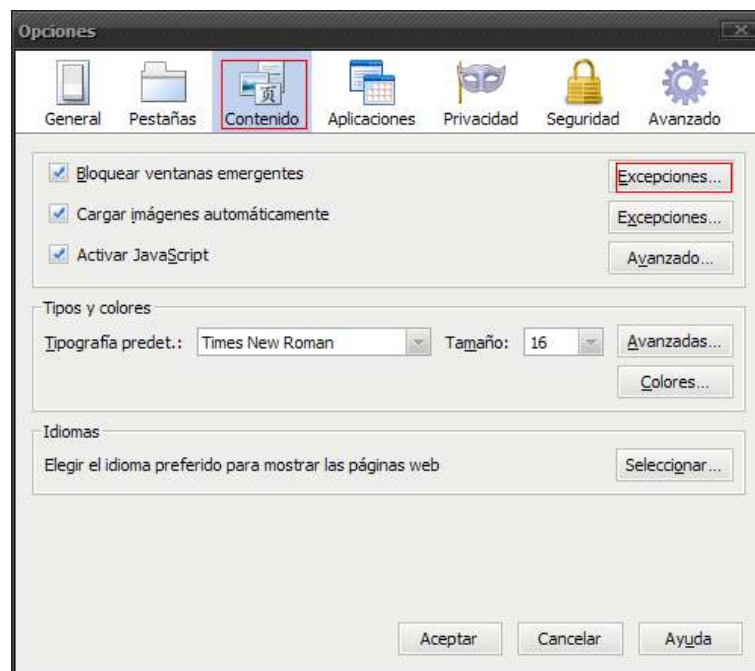 Opciones
General Pestañas Contenido Aplicaciones Privacidad Seguridad Avanzado
页
Bloquear ventanas emergentes Excepciones...
Cargar imágenes automáticamente Excepciones...
Activar JavaScript Avanzado...
Tipos y colores
Tipografía predet.: Times New Roman Tamaño: 16 Avanzadas...
Colores...
Idiomas
Elegir el idioma preferido para mostrar las páginas web Seleccionar...
Aceptar Cancelar Ayuda